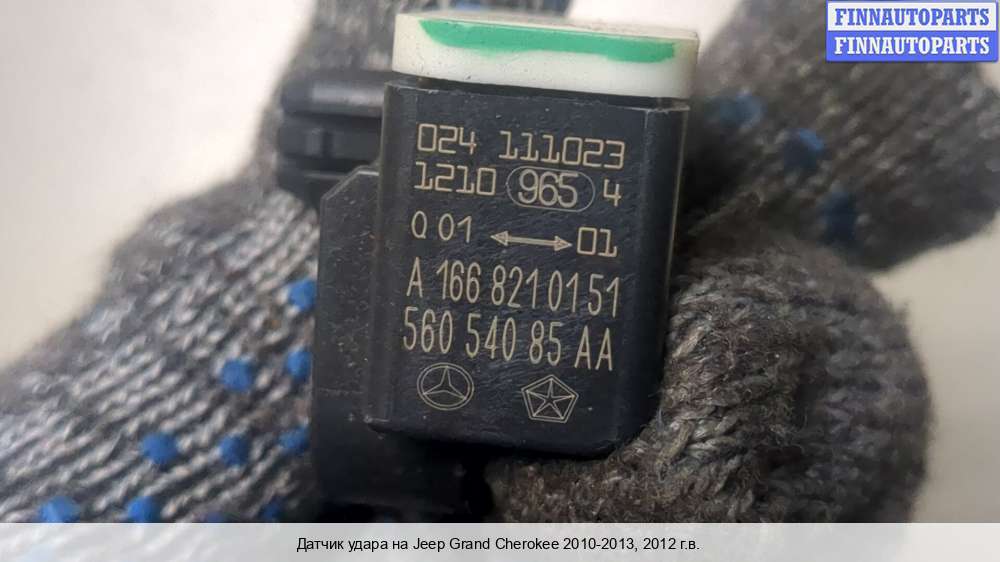 FINNAUTOPARTS
FINNAUTOPARTS
024 111023
1210 965 4
Q 01 01
A 166 821 01 51
560 540 85 AA
Датчик удара на Jeep Grand Cherokee 2010-2013, 2012 г.в.